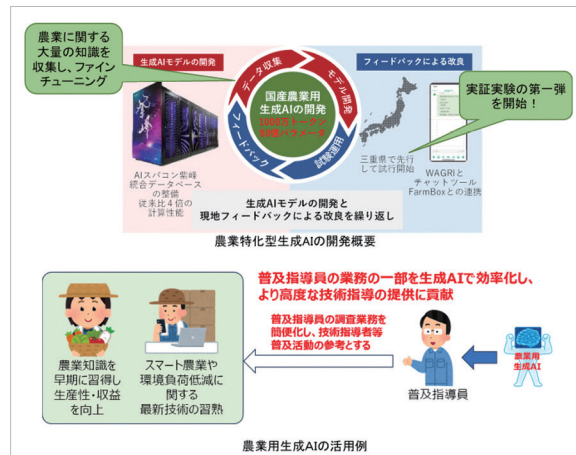 農業に関する
大量の知識を
収集し、ファイン
チューニング
生成AIモデルの開発
フィードバックによる改良
データ収集
モデル開発
試験運用
フィードバック
国産農業用
生成AIの開発
実証実験の第一弾
を開始！
AIスパコン紫峰
統合データベース
の整備
従来比４倍の
計算性能
三重県で先行
して試行開始
WAGRIと
チャットツール
FarmBoxとの連携
生成AIモデルの開発と
現地フィードバックによる改良を繰り返し
農業特化型生成AIの開発概要
普及指導員の業務の一部を生成AIで効率化し、
より高度な技術指導の提供に貢献
普及指導員の調査業務を
簡便化し、技術指導者等
普及活動の参考とする
農業用
生成AI
普及指導員
農業知識を
早期に習得し
生産性・収益
を向上
スマート農業や
環境負荷低減に
関する
最新技術の習熟
農業用生成AIの活用例